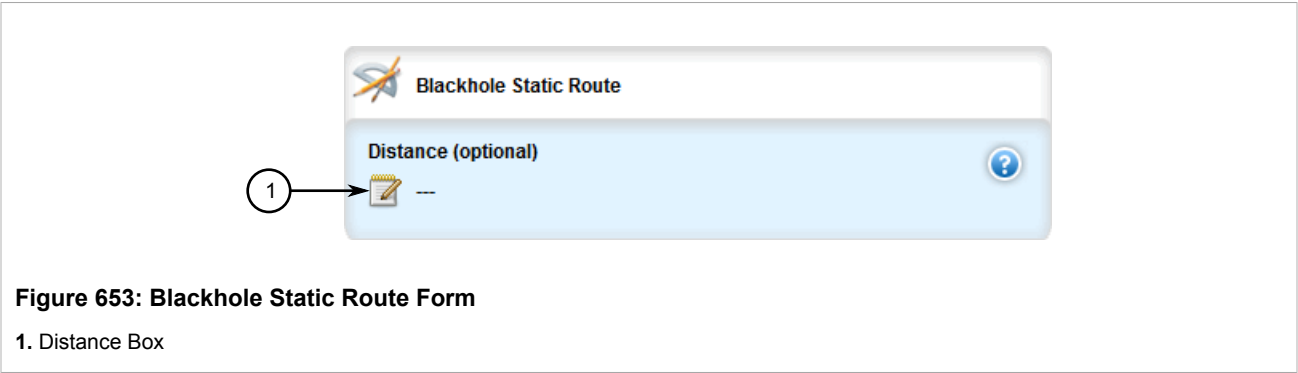 Blackhole Static Route
Distance (optional)
?
1
---
Figure 653: Blackhole Static Route Form
1. Distance Box